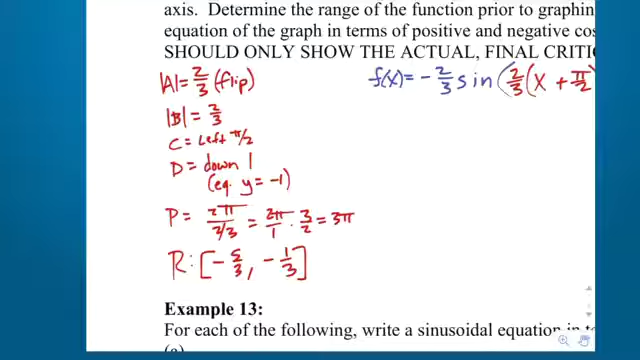 axis. Determine the range of the function prior to graphin
equation of the graph in terms of positive and negative co
SHOULD ONLY SHOW THE ACTUAL, FINAL CRITIC
|A| = 2/3 (flip)
f(x) = -2/3 sin (2/3 (x + π/2)
|B| = 2/3
C = Left π/2
D = down 1
(eq. y = -1)
P = 2π/(2/3) = 2π/1 · 3/2 = 3π
R: [-5/3, -1/3]
Example 13:
For each of the following, write a sinusoidal equation in t
(a)